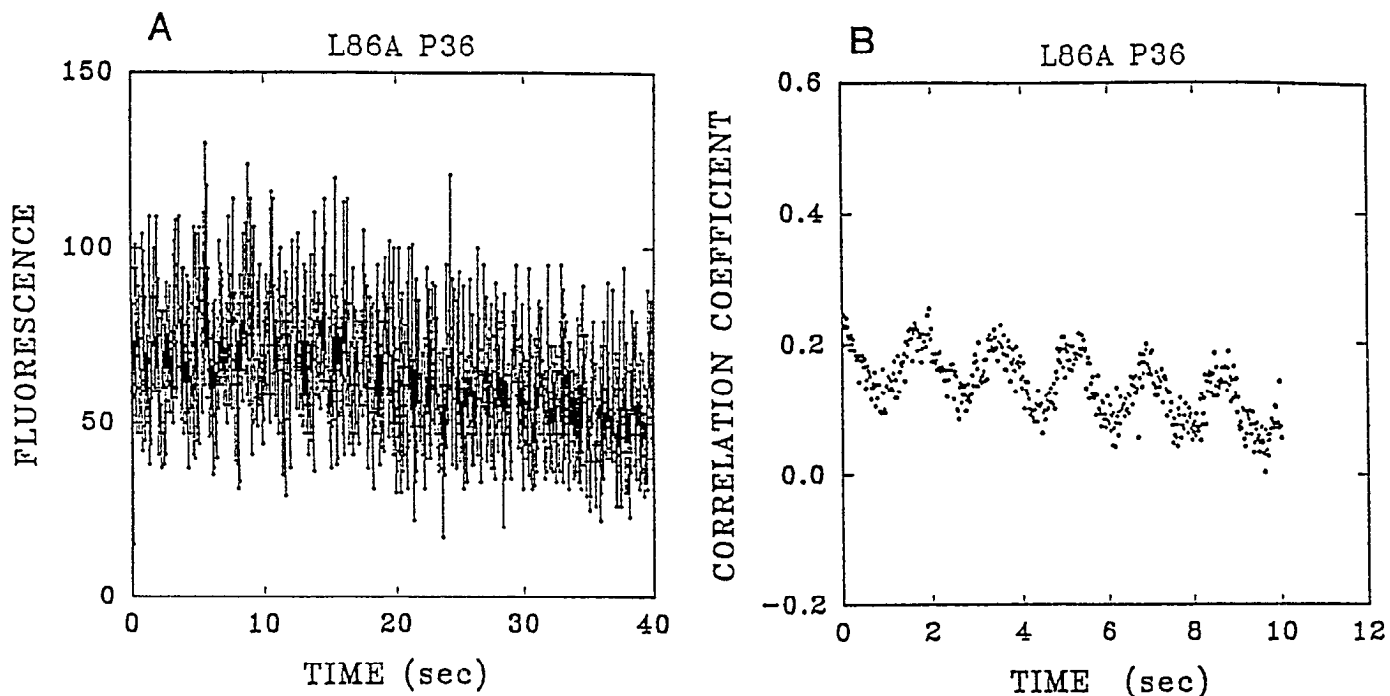 A
L86A P36
150
100
50
0
0 10 20 30 40
FLUORESCENCE
TIME (sec)
B
L86A P36
0.6
0.4
0.2
0.0
-0.2
0 2 4 6 8 10 12
CORRELATION COEFFICIENT
TIME (sec)